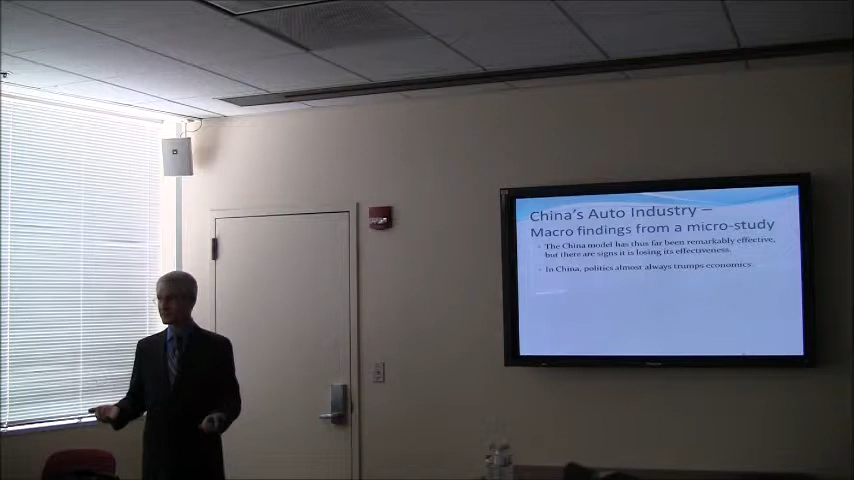 China's Auto Industry –
Macro findings from a micro-study
• The China model has thus far been remarkably effective,
but there are signs it is losing its effectiveness.
• In China, politics almost always trumps economics.